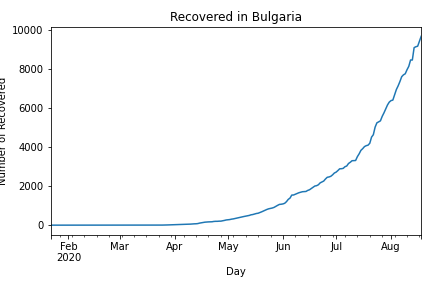 Recovered in Bulgaria
Number of Recovered
10000
8000
6000
4000
2000
0
Feb
2020
Mar
Apr
May
Jun
Jul
Aug
Day